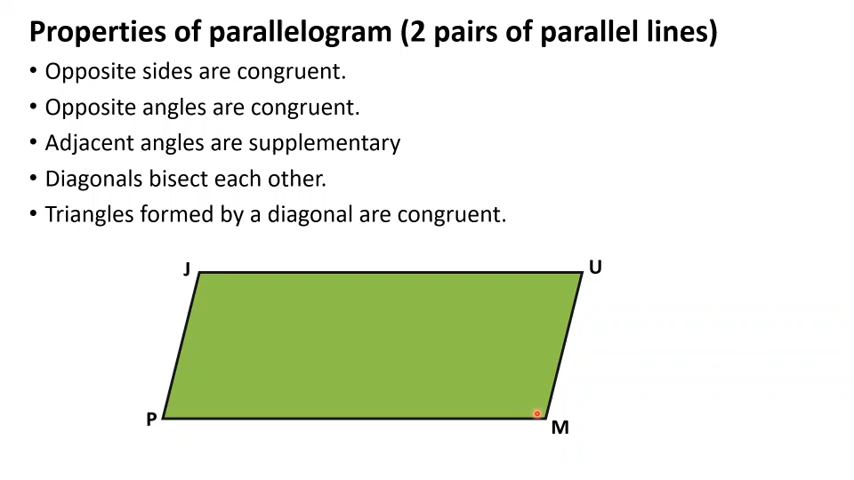 Properties of parallelogram (2 pairs of parallel lines)
• Opposite sides are congruent.
• Opposite angles are congruent.
• Adjacent angles are supplementary
• Diagonals bisect each other.
• Triangles formed by a diagonal are congruent.
J
U
P
M